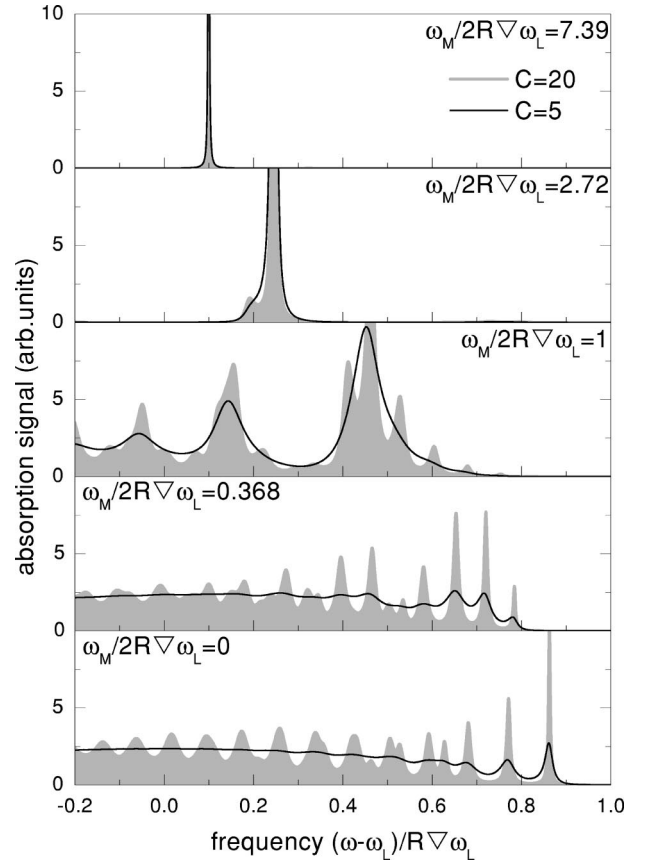 10
5
0
ω_M/2R▽ω_L=7.39
C=20
C=5
5
0
ω_M/2R▽ω_L=2.72
5
0
ω_M/2R▽ω_L=1
5
0
ω_M/2R▽ω_L=0.368
5
0
ω_M/2R▽ω_L=0
absorption signal (arb.units)
-0.2 0.0 0.2 0.4 0.6 0.8 1.0
frequency (ω-ω_L)/R▽ω_L